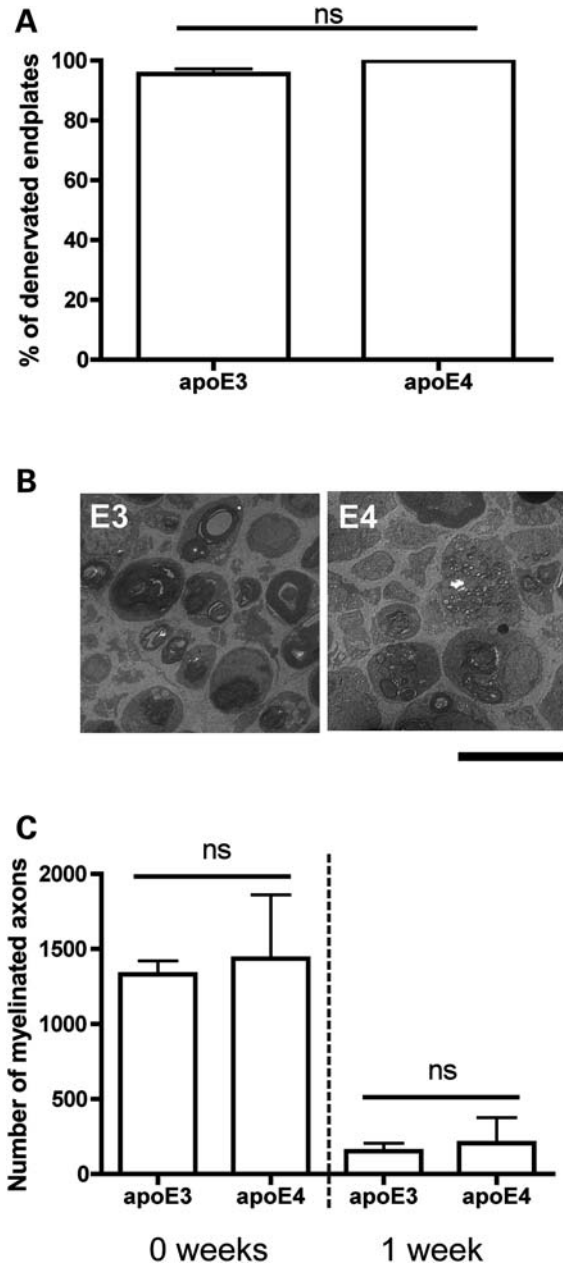 A
ns
% of denervated endplates
100
80
60
40
20
0
apoE3 apoE4
B
E3 E4
C
ns
Number of myelinated axons
2000
1500
1000
500
0
ns
apoE3 apoE4 apoE3 apoE4
0 weeks 1 week